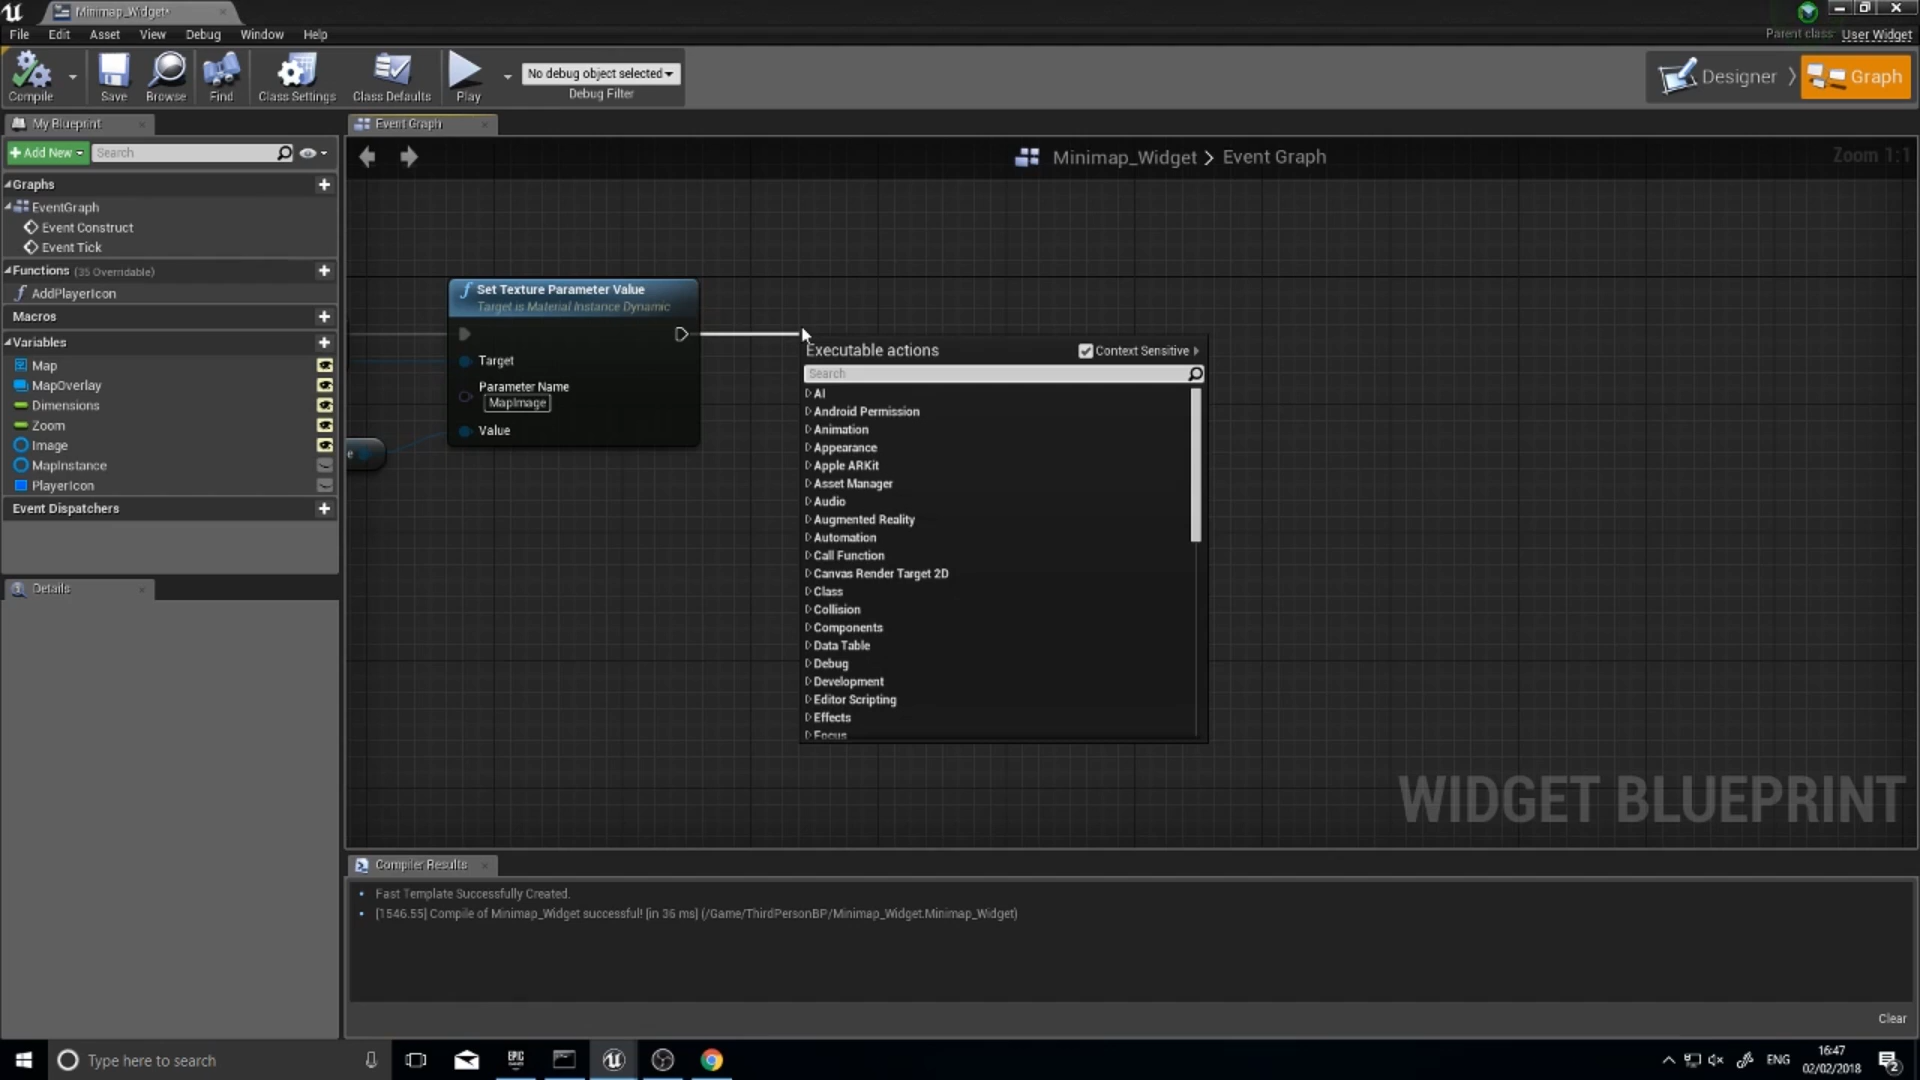 Minimap_Widget*
File Edit Asset View Debug Window Help
Parent class: User Widget
Compile Save Browse Find Class Settings Class Defaults Play
No debug object selected
Debug Filter
Designer Graph
My Blueprint
Event Graph
Add New Search
Minimap_Widget > Event Graph
Zoom 1:1
Graphs
EventGraph
Event Construct
Event Tick
Functions (35 Overridable)
AddPlayerIcon
Macros
Variables
Map
MapOverlay
Dimensions
Zoom
Image
MapInstance
PlayerIcon
Event Dispatchers
Details
Set Texture Parameter Value
Target is Material Instance Dynamic
Target
Parameter Name
MapImage
Value
e
Executable actions
Context Sensitive
Search
AI
Android Permission
Animation
Appearance
Apple ARKit
Asset Manager
Audio
Augmented Reality
Automation
Call Function
Canvas Render Target 2D
Class
Collision
Components
Data Table
Debug
Development
Editor Scripting
Effects
Focus
WIDGET BLUEPRINT
Compiler Results
Fast Template Successfully Created.
[1546.55] Compile of Minimap_Widget successful! [in 36 ms] (/Game/ThirdPersonBP/Minimap_Widget.Minimap_Widget)
Clear
Type here to search
EPIC
ENG
16:47
02/02/2018
2